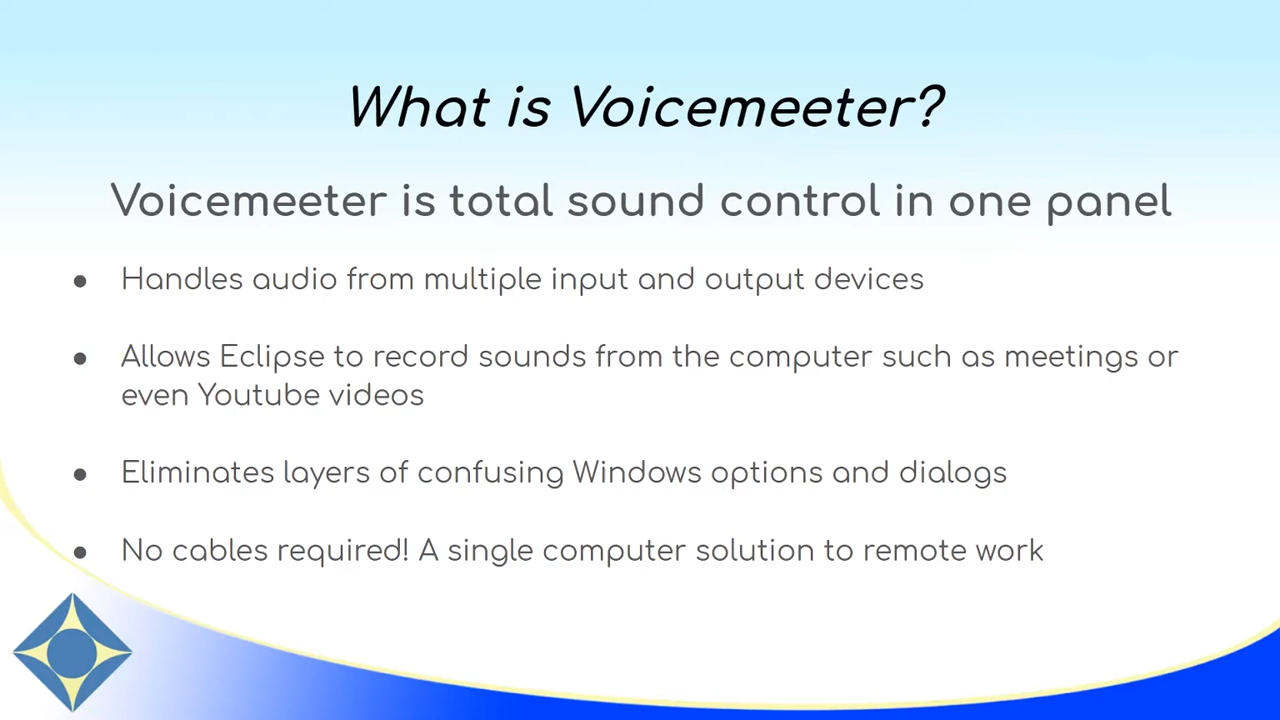 What is Voicemeeter?
Voicemeeter is total sound control in one panel
● Handles audio from multiple input and output devices
● Allows Eclipse to record sounds from the computer such as meetings or
even Youtube videos
● Eliminates layers of confusing Windows options and dialogs
● No cables required! A single computer solution to remote work